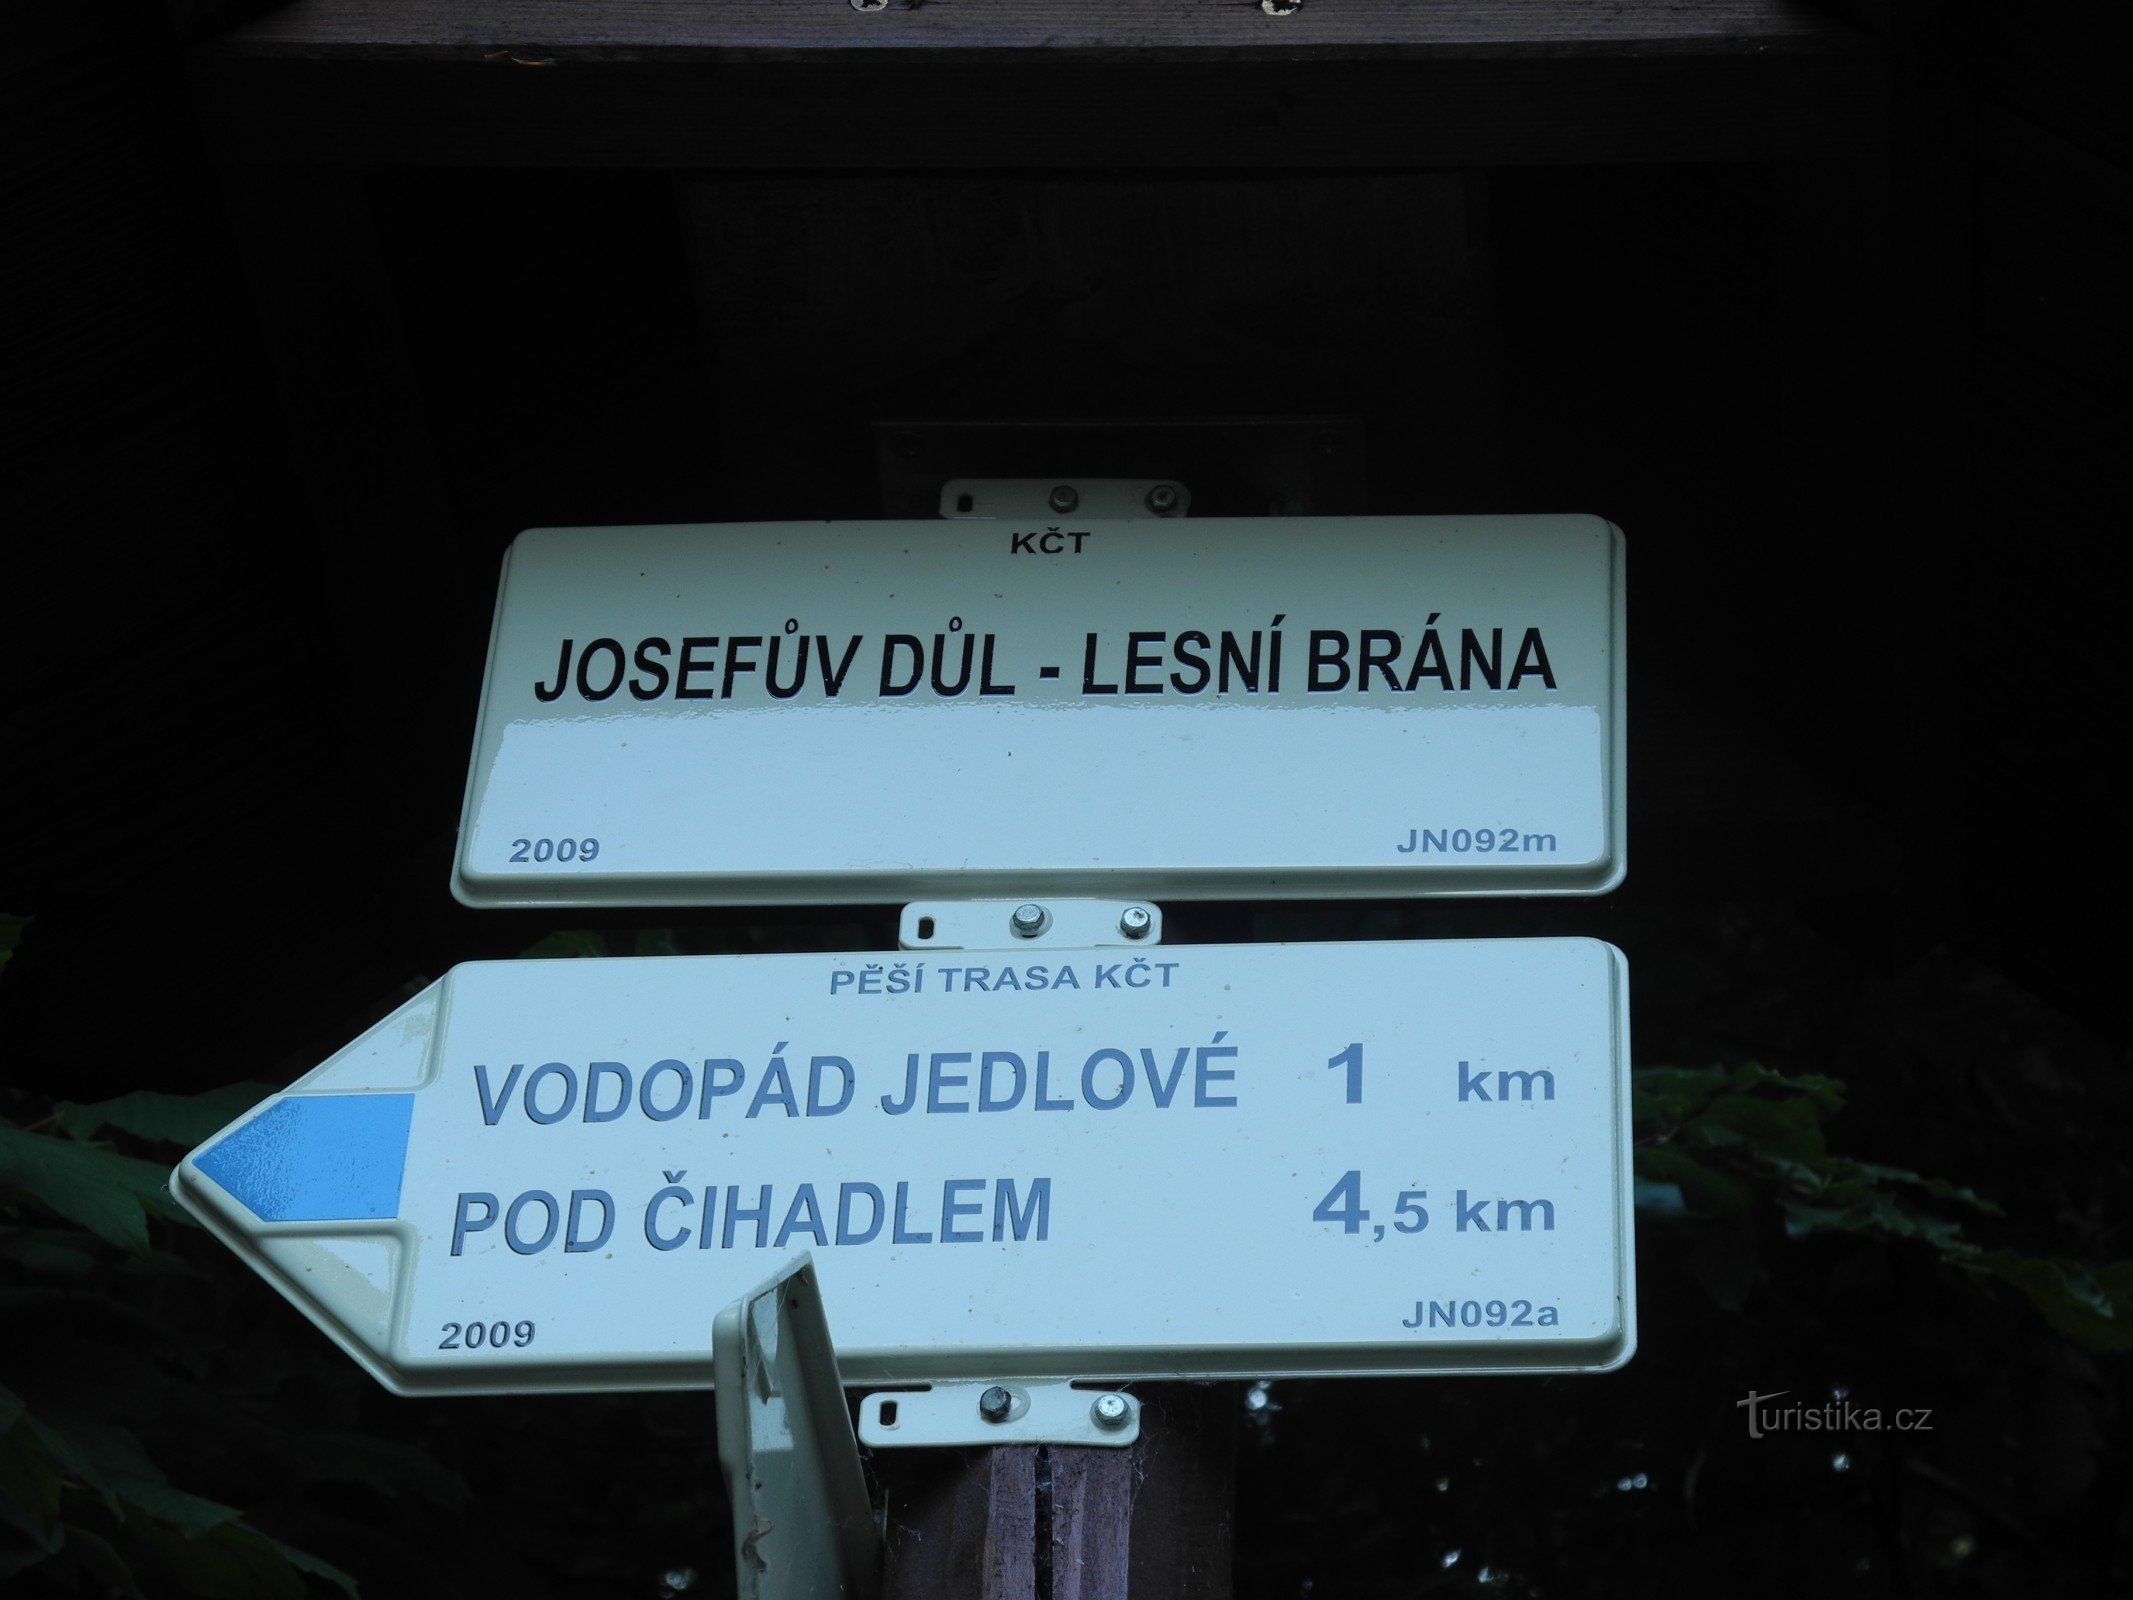 KČT
JOSEFŮV DŮL - LESNÍ BRÁNA
2009 JN092m
PĚŠÍ TRASA KČT
VODOPÁD JEDLOVÉ 1 km
POD ČIHADLEM 4,5 km
2009 JN092a
Turistika.cz